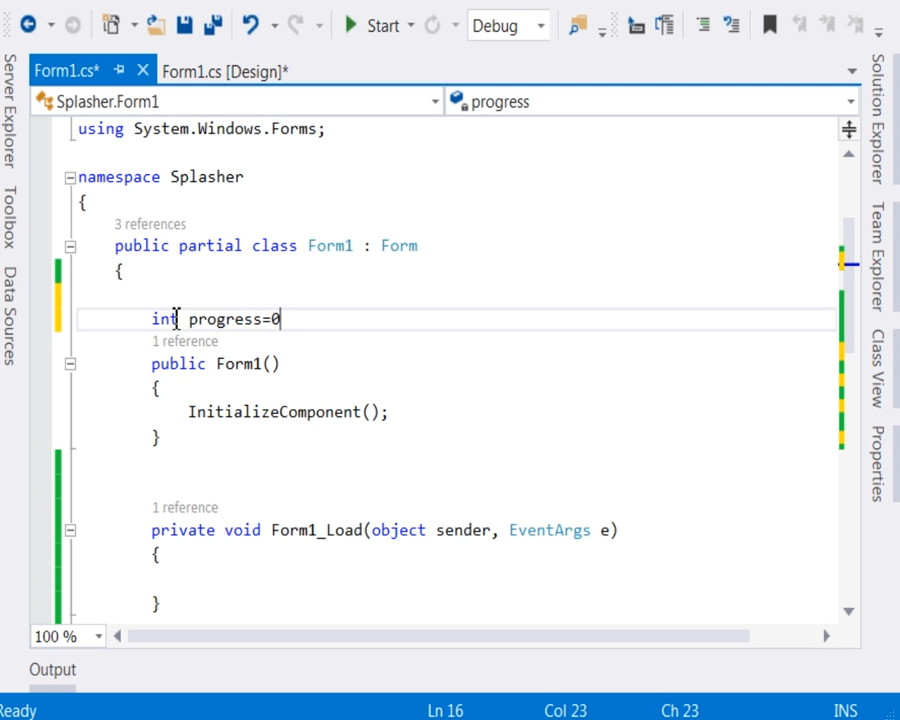 Start
Debug
Form1.cs*
Form1.cs [Design]*
Splasher.Form1
progress
using System.Windows.Forms;
namespace Splasher
{
3 references
public partial class Form1 : Form
{
int progress=0
1 reference
public Form1()
{
InitializeComponent();
}
1 reference
private void Form1_Load(object sender, EventArgs e)
{
}
100 %
Output
Ready
Ln 16
Col 23
Ch 23
INS
Server Explorer
Toolbox
Data Sources
Solution Explorer
Team Explorer
Class View
Properties